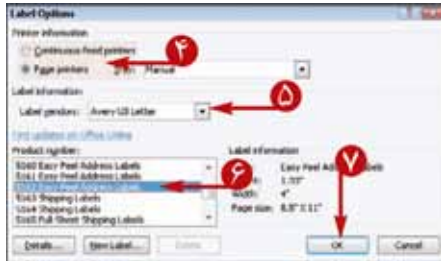 Label Options
Printer information
Continuous-feed printers
۴
Page printers Manual
Label information
۵
Label vendors: Avery US Letter
Find updates on Office Online
Product number: Label information
5160 Easy Peel Address Labels
5161 Easy Peel Address Labels
۶
5162 Easy Peel Address Labels
5163 Shipping Labels
5164 Shipping Labels
5165 Full Sheet Shipping Labels
Easy Peel Address Labels
1.33"
Width: 4"
Page size: 8.5" X 11"
۷
Details... New Label... Delete OK Cancel